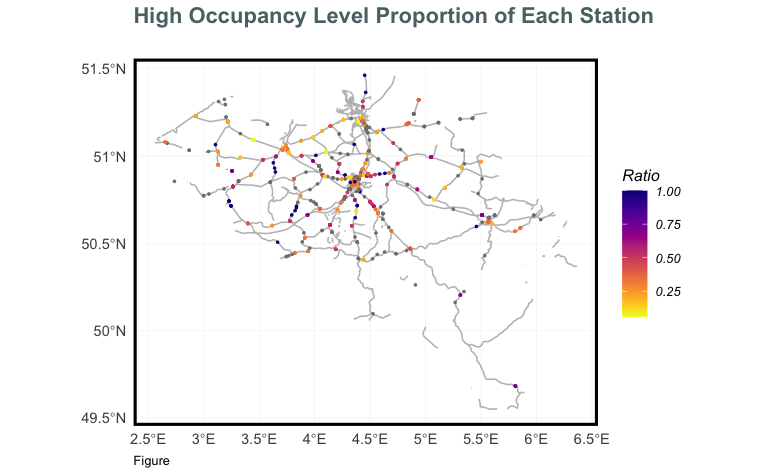 High Occupancy Level Proportion of Each Station
51.5°N
51°N
50.5°N
50°N
49.5°N
2.5°E 3°E 3.5°E 4°E 4.5°E 5°E 5.5°E 6°E 6.5°E
Ratio
1.00
0.75
0.50
0.25
Figure